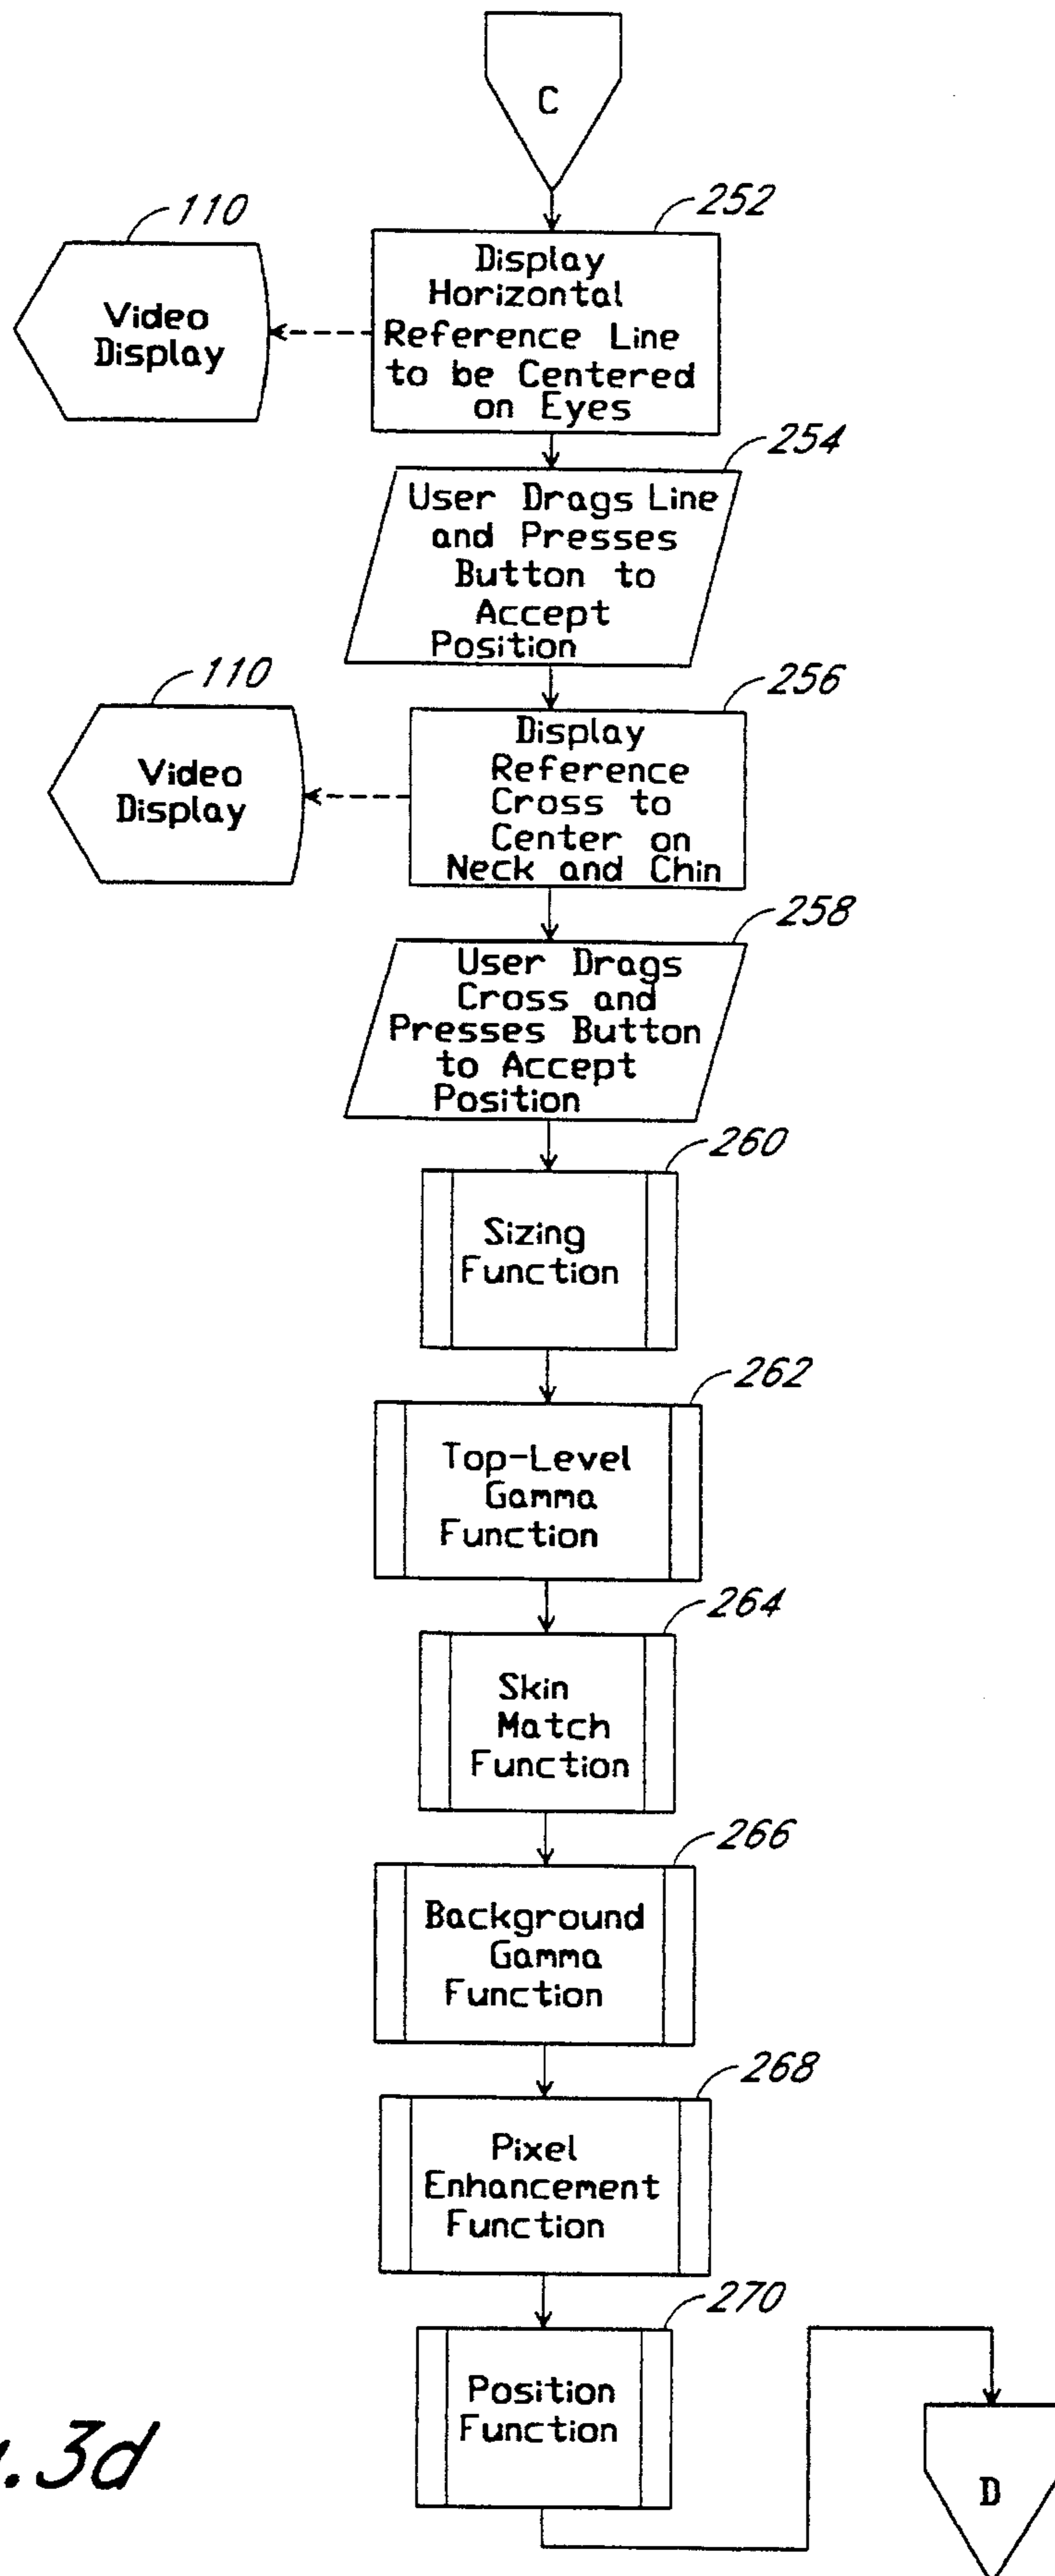 C
252
110
Display
Horizontal
Reference Line
to be Centered
on Eyes
Video
Display
254
User Drags Line
and Presses
Button to
Accept
Position
110
256
Display
Reference
Cross to
Center on
Neck and Chin
Video
Display
258
User Drags
Cross and
Presses Button
to Accept
Position
260
Sizing
Function
262
Top-Level
Gamma
Function
264
Skin
Match
Function
266
Background
Gamma
Function
268
Pixel
Enhancement
Function
270
Position
Function
D
.3d